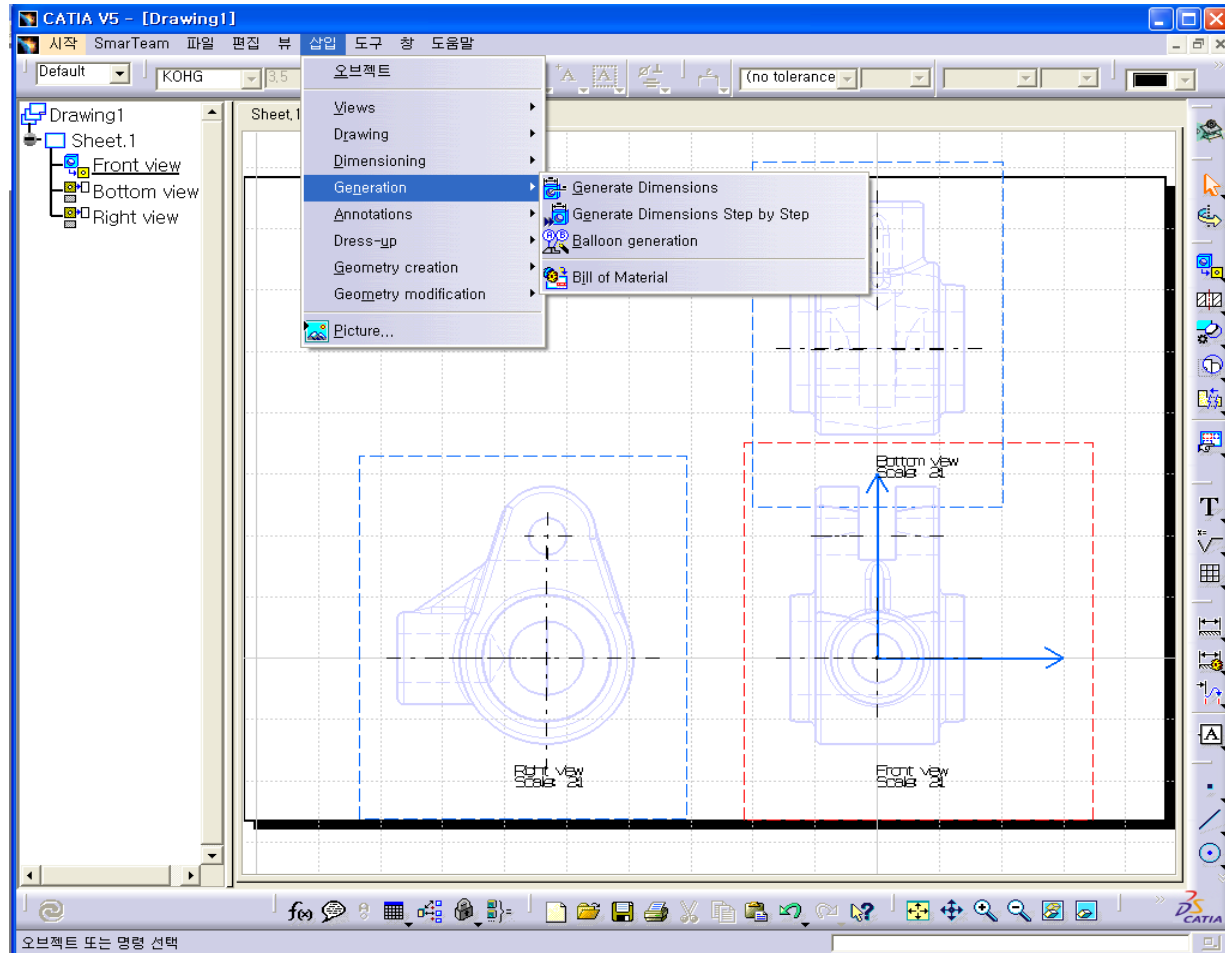 CATIA V5 - [Drawing1]
시작 SmarTeam 파일 편집 뷰 삽입 도구 창 도움말
Default KOHG 3.5 (no tolerance
오브젝트
Views
Drawing
Dimensioning
Generation
Annotations
Dress-up
Geometry creation
Geometry modification
Picture...
Generate Dimensions
Generate Dimensions Step by Step
Balloon generation
Bill of Material
Drawing1
Sheet.1
Front view
Bottom view
Right view
Sheet.1
Bottom view
Scale: 2:1
Right view
Scale: 2:1
Front view
Scale: 2:1
f(x)
CATIA
오브젝트 또는 명령 선택